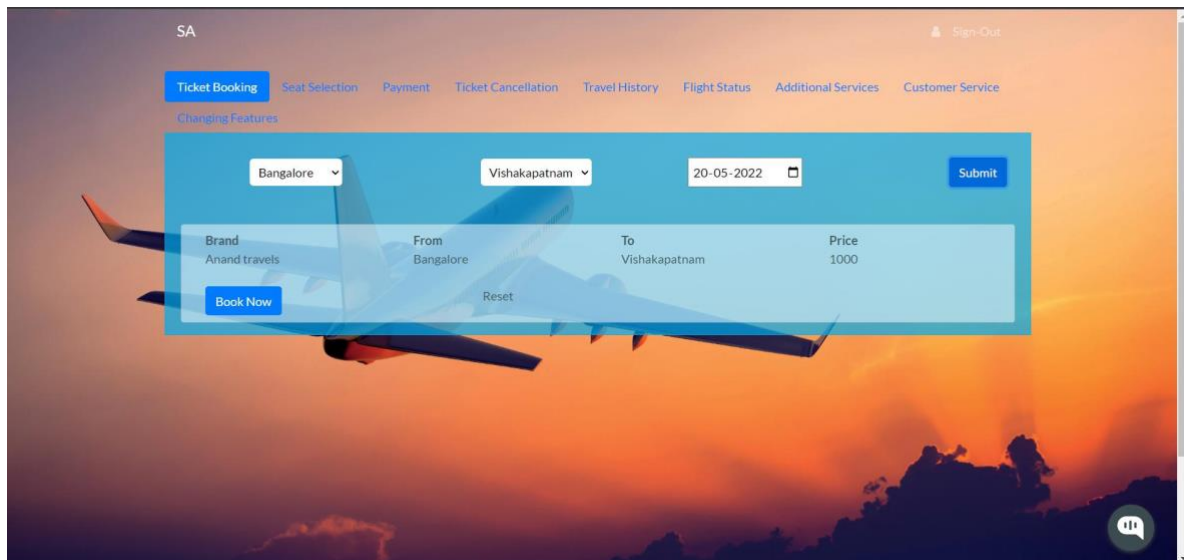 SA
Sign-Out
Ticket Booking Seat Selection Payment Ticket Cancellation Travel History Flight Status Additional Services Customer Service
Changing Features
Bangalore Vishakapatnam 20-05-2022 Submit
Brand From To Price
Anand travels Bangalore Vishakapatnam 1000
Book Now Reset